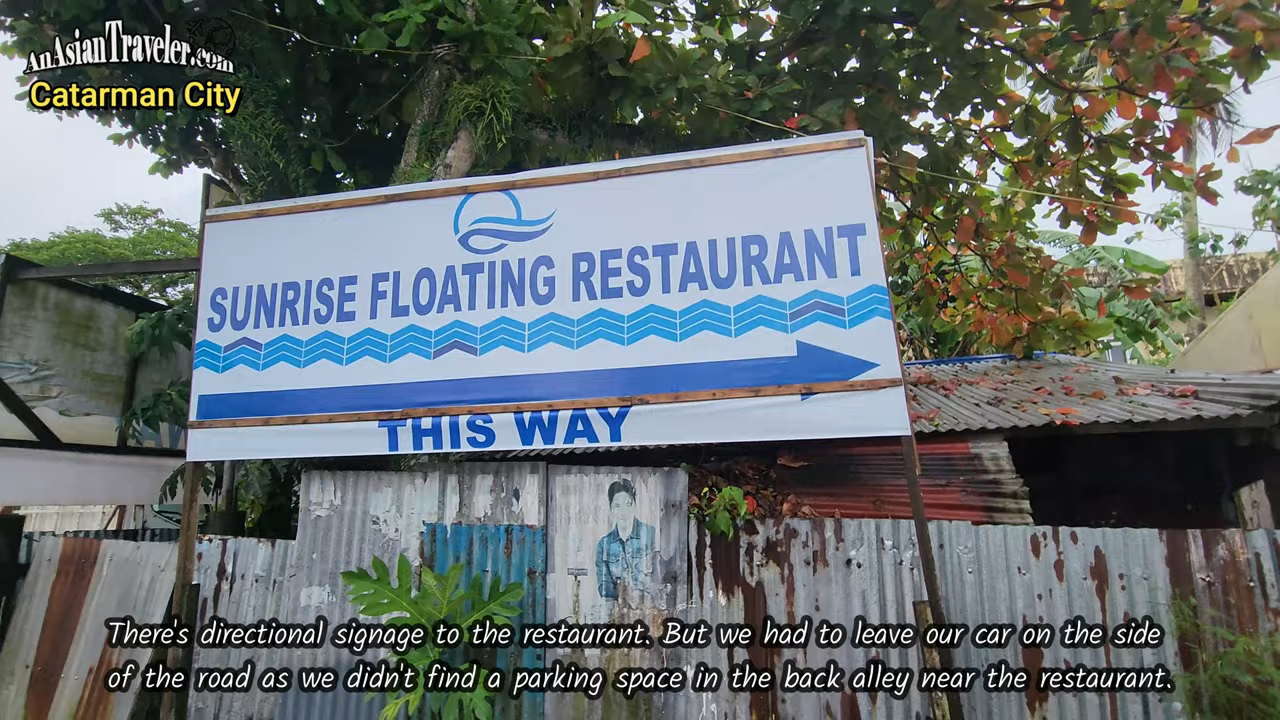 AnAsianTraveler.com
Catarman City
SUNRISE FLOATING RESTAURANT
THIS WAY
There's directional signage to the restaurant. But we had to leave our car on the side
of the road as we didn't find a parking space in the back alley near the restaurant.